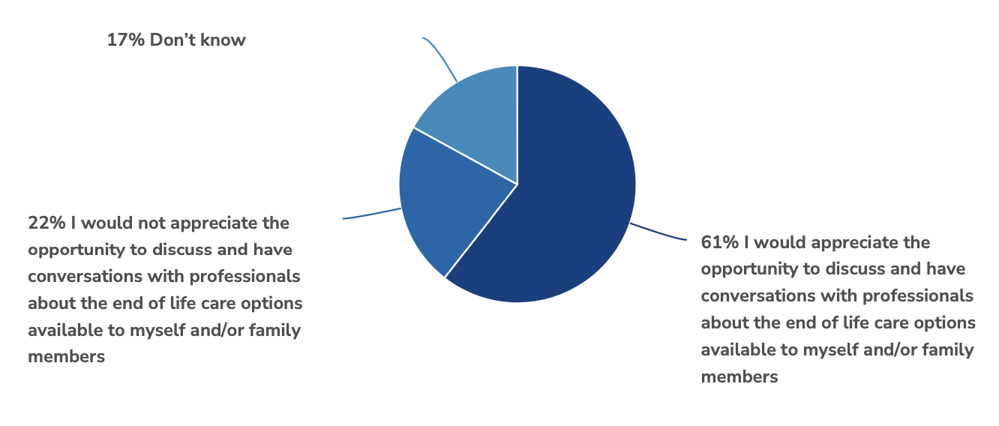 17% Don’t know
22% I would not appreciate the
opportunity to discuss and have
conversations with professionals
about the end of life care options
available to myself and/or family
members
61% I would appreciate the
opportunity to discuss and have
conversations with professionals
about the end of life care options
available to myself and/or family
members